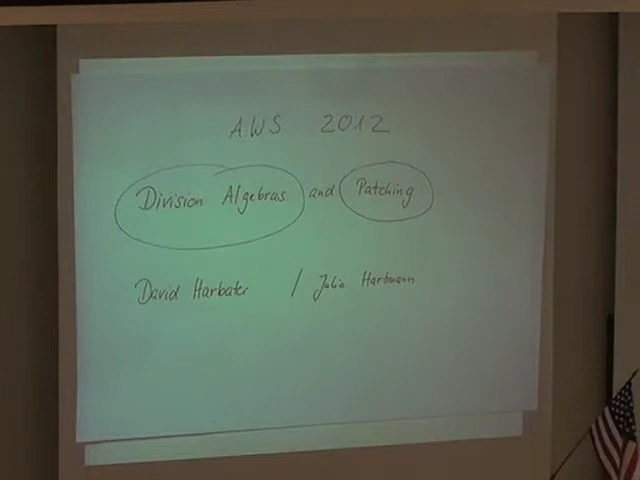 AWS 2012
Division Algebras and Patching
David Harbater / Julia Hartmann